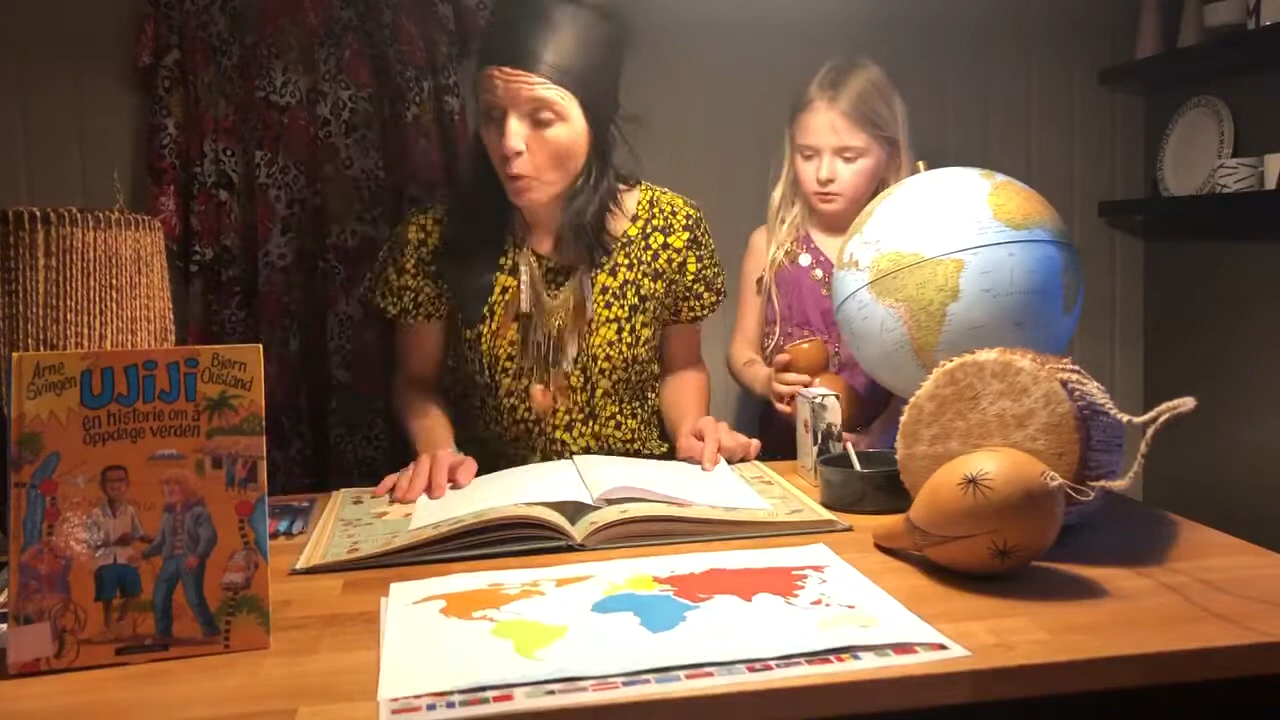 Arne
Svingen
UJiJi
Bjørn
Ousland
en historie om å
oppdage verden